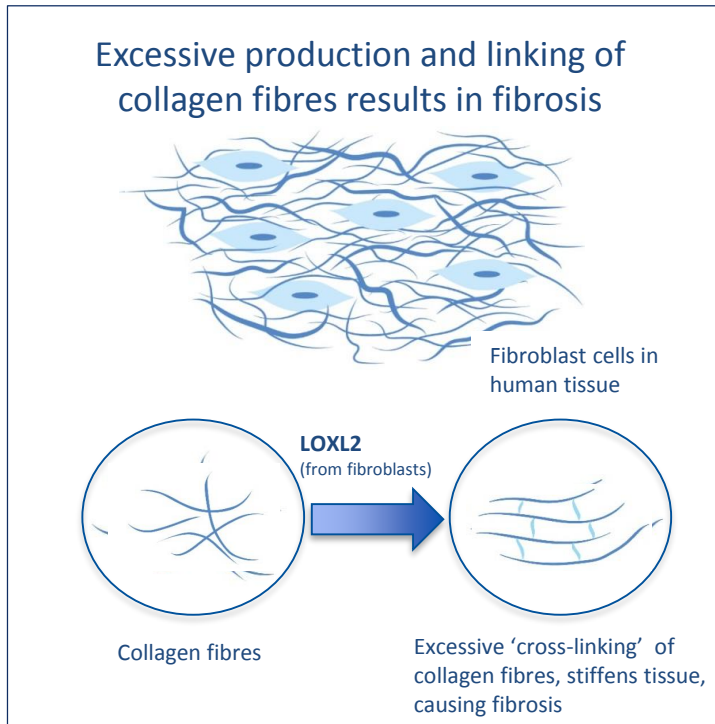 Excessive production and linking of
collagen fibres results in fibrosis
Fibroblast cells in
human tissue
LOXL2
(from fibroblasts)
Collagen fibres
Excessive ‘cross-linking’ of
collagen fibres, stiffens tissue,
causing fibrosis